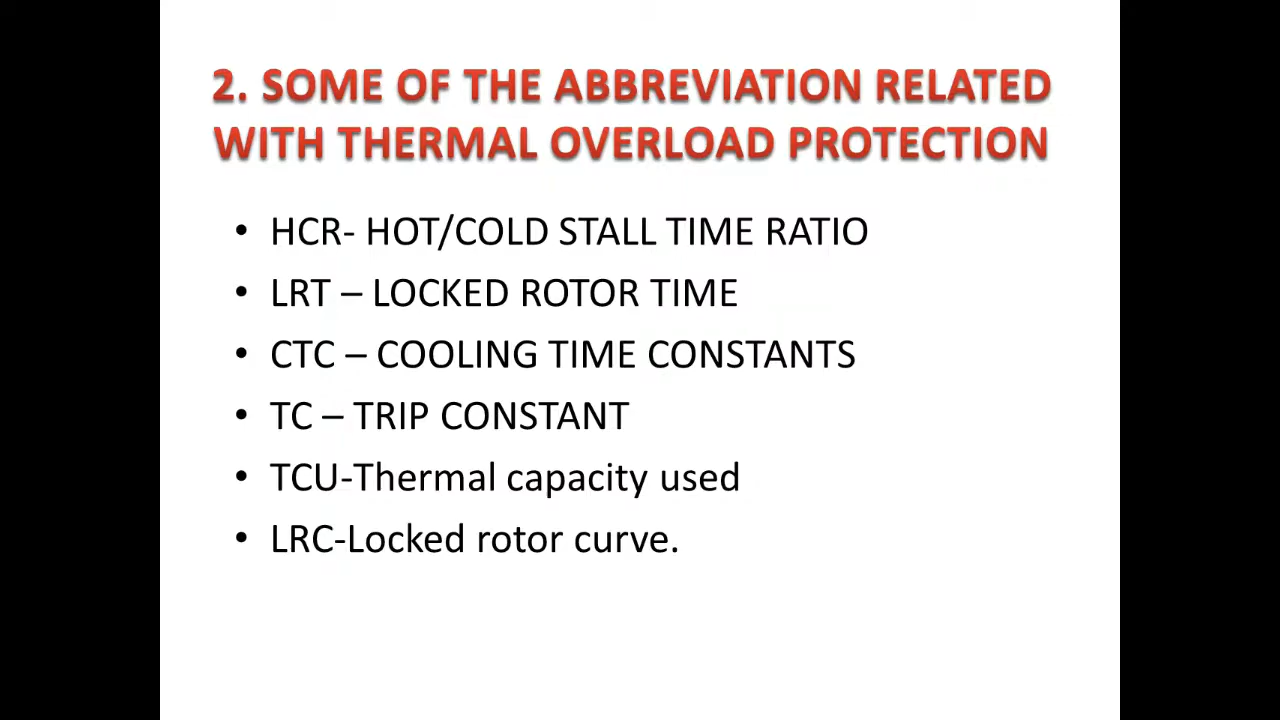 2. SOME OF THE ABBREVIATION RELATED
WITH THERMAL OVERLOAD PROTECTION
• HCR- HOT/COLD STALL TIME RATIO
• LRT – LOCKED ROTOR TIME
• CTC – COOLING TIME CONSTANTS
• TC – TRIP CONSTANT
• TCU-Thermal capacity used
• LRC-Locked rotor curve.